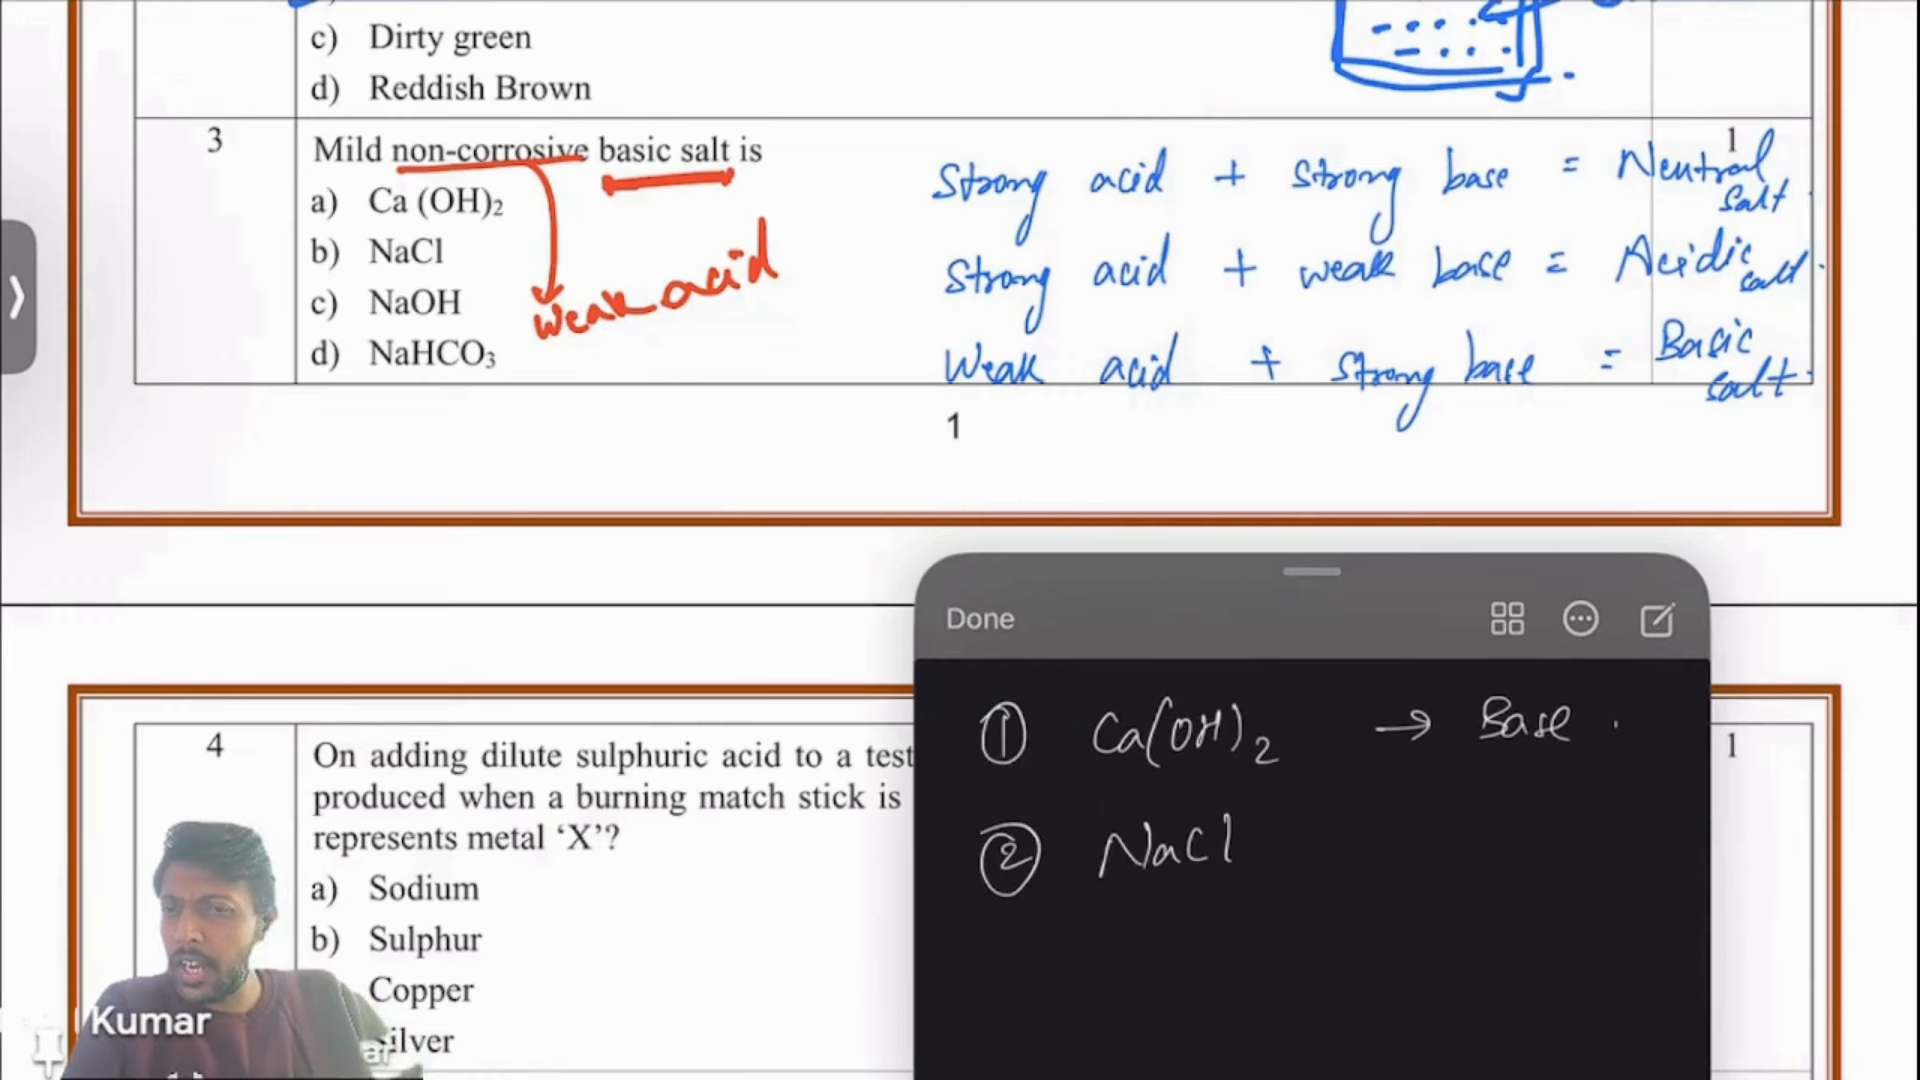 c) Dirty green
d) Reddish Brown
3
Mild non-corrosive basic salt is
1
a) Ca (OH)₂
b) NaCl
c) NaOH
d) NaHCO₃
weak acid
Strong acid + strong base = Neutral salt.
Strong acid + weak base = Acidic salt.
Weak acid + strong base = Basic salt.
1
Done
① Ca(OH)₂ → Base .
② NaCl
4
On adding dilute sulphuric acid to a test
produced when a burning match stick is
represents metal ‘X’?
1
a) Sodium
b) Sulphur
Copper
ilver
Kumar
ar